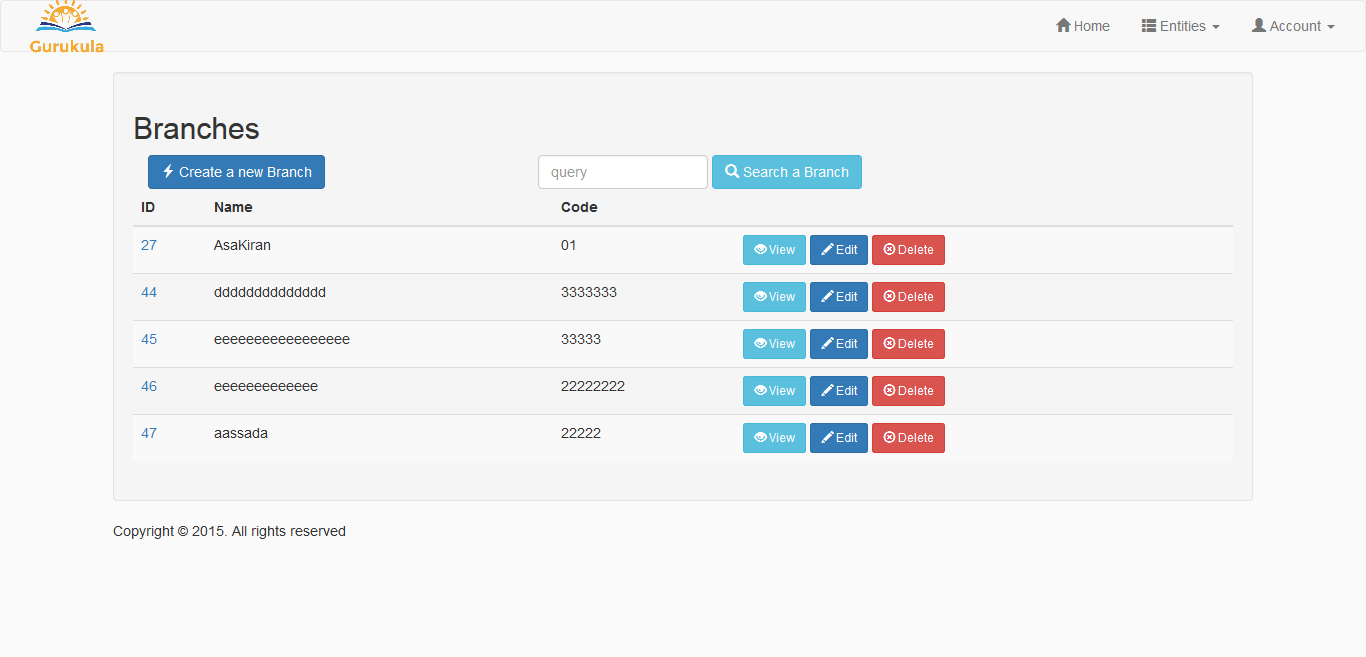 Gurukula
Home Entities Account
Branches
Create a new Branch query Search a Branch
ID Name Code
27 AsaKiran 01 View Edit Delete
44 dddddddddddddd 3333333 View Edit Delete
45 eeeeeeeeeeeeeeeee 33333 View Edit Delete
46 eeeeeeeeeeeee 22222222 View Edit Delete
47 aassada 22222 View Edit Delete
Copyright © 2015. All rights reserved